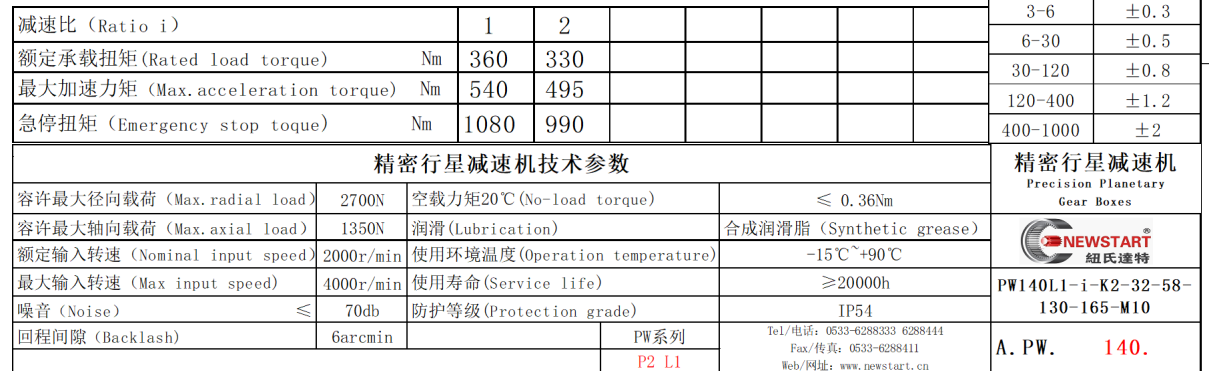 减速比（Ratio i） 1 2
额定承载扭矩(Rated load torque) Nm 360 330
最大加速力矩（Max.acceleration torque) Nm 540 495
急停扭矩（Emergency stop toque） Nm 1080 990
3-6 ±0.3
6-30 ±0.5
30-120 ±0.8
120-400 ±1.2
400-1000 ±2
精密行星减速机技术参数
容许最大径向载荷（Max.radial load） 2700N 空载力矩20℃(No-load torque) ≤ 0.36Nm
容许最大轴向载荷（Max.axial load） 1350N 润滑(Lubrication) 合成润滑脂（Synthetic grease）
额定输入转速（Nominal input speed） 2000r/min 使用环境温度(Operation temperature) -15℃~+90℃
最大输入转速（Max input speed) 4000r/min 使用寿命(Service life) ≥20000h
噪音（Noise） ≤ 70db 防护等级(Protection grade) IP54
回程间隙（Backlash) 6arcmin PW系列
P2 L1
Tel/电话：0533-6288333 6288444
Fax/传真：0533-6288411
Web/网址：www.newstart.cn
精密行星减速机
Precision Planetary
Gear Boxes
NEWSTART®
紐氏達特
PW140L1-i-K2-32-58-
130-165-M10
A.PW. 140.